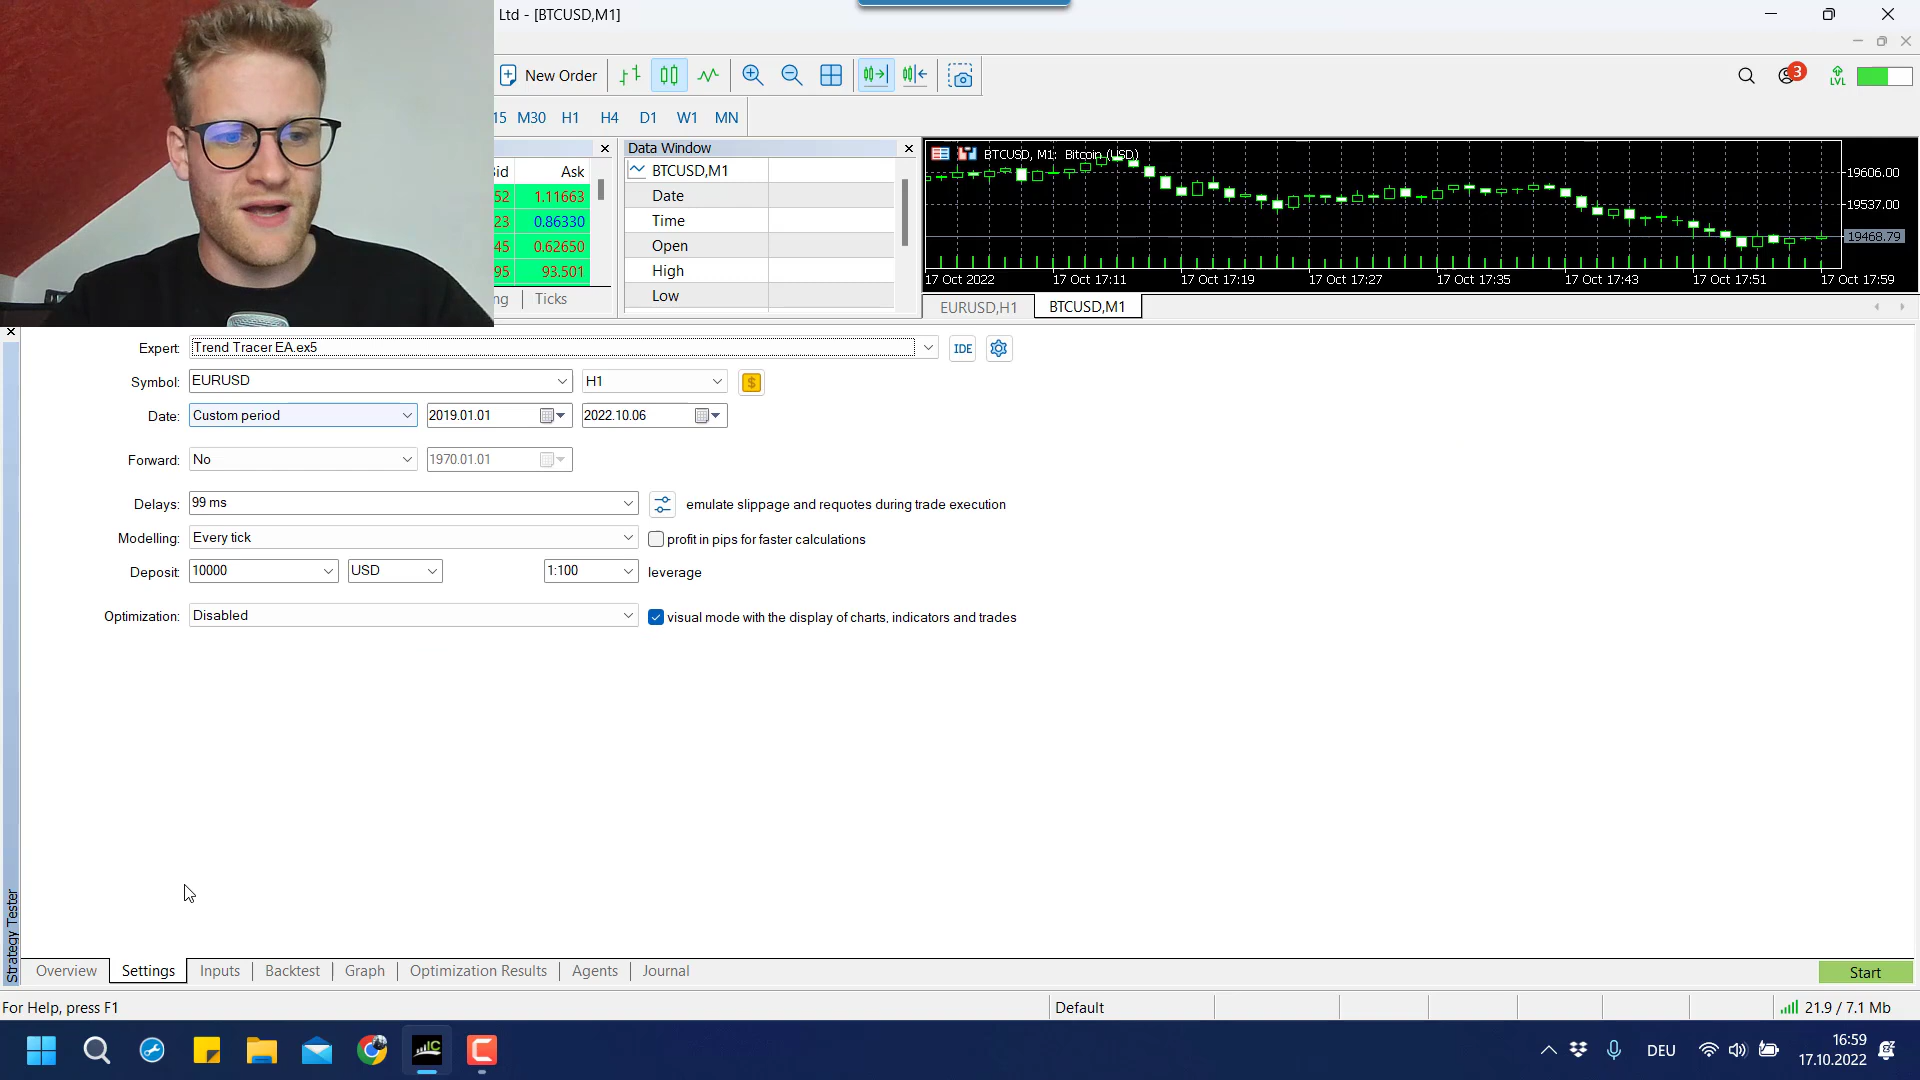 Ltd - [BTCUSD,M1]
New Order
3
LVL
15 M30 H1 H4 D1 W1 MN
Data Window
Bid Ask
52 1.11663
23 0.86330
45 0.62650
95 93.501
ng Ticks
BTCUSD,M1
Date
Time
Open
High
Low
BTCUSD, M1: Bitcoin (USD)
19606.00
19537.00
19468.79
17 Oct 2022 17 Oct 17:11 17 Oct 17:19 17 Oct 17:27 17 Oct 17:35 17 Oct 17:43 17 Oct 17:51 17 Oct 17:59
EURUSD,H1 BTCUSD,M1
Expert: Trend Tracer EA.ex5 IDE
Symbol: EURUSD H1 $
Date: Custom period 2019.01.01 2022.10.06
Forward: No 1970.01.01
Delays: 99 ms emulate slippage and requotes during trade execution
Modelling: Every tick profit in pips for faster calculations
Deposit: 10000 USD 1:100 leverage
Optimization: Disabled visual mode with the display of charts, indicators and trades
Strategy Tester
Overview Settings Inputs Backtest Graph Optimization Results Agents Journal Start
For Help, press F1 Default 21.9 / 7.1 Mb
IC
DEU
16:59
17.10.2022